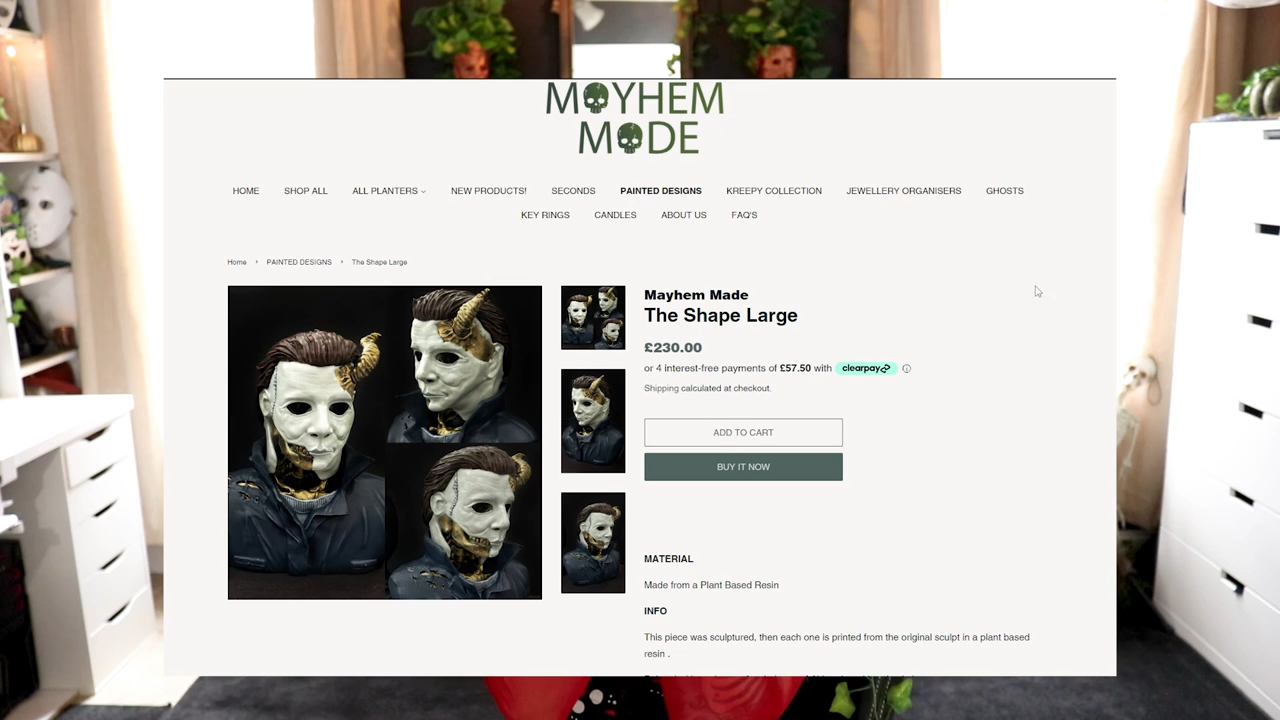 MAYHEM
MADE
HOME SHOP ALL ALL PLANTERS NEW PRODUCTS! SECONDS PAINTED DESIGNS KREEPY COLLECTION JEWELLERY ORGANISERS GHOSTS
KEY RINGS CANDLES ABOUT US FAQ'S
Home › PAINTED DESIGNS › The Shape Large
Mayhem Made
The Shape Large
£230.00
or 4 interest-free payments of £57.50 with clearpay
Shipping calculated at checkout.
ADD TO CART
BUY IT NOW
MATERIAL
Made from a Plant Based Resin
INFO
This piece was sculptured, then each one is printed from the original sculpt in a plant based
resin .